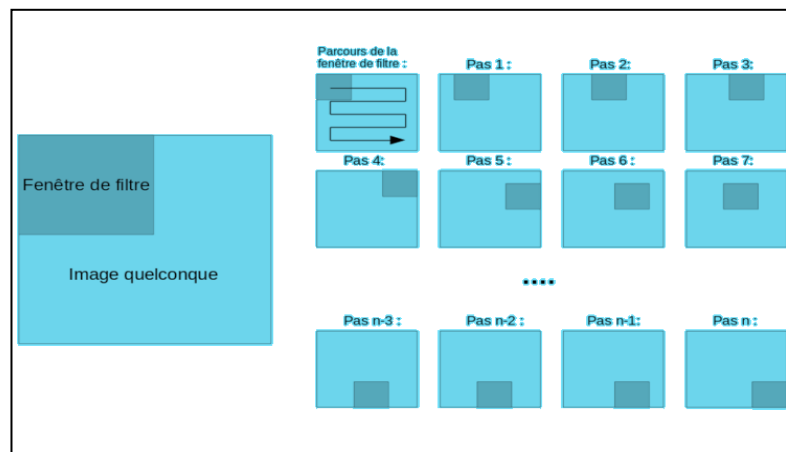 Parcours de la
fenêtre de filtre :
Pas 1 :
Pas 2:
Pas 3:
Fenêtre de filtre
Image quelconque
Pas 4:
Pas 5 :
Pas 6 :
Pas 7:
....
Pas n-3 :
Pas n-2 :
Pas n-1:
Pas n :